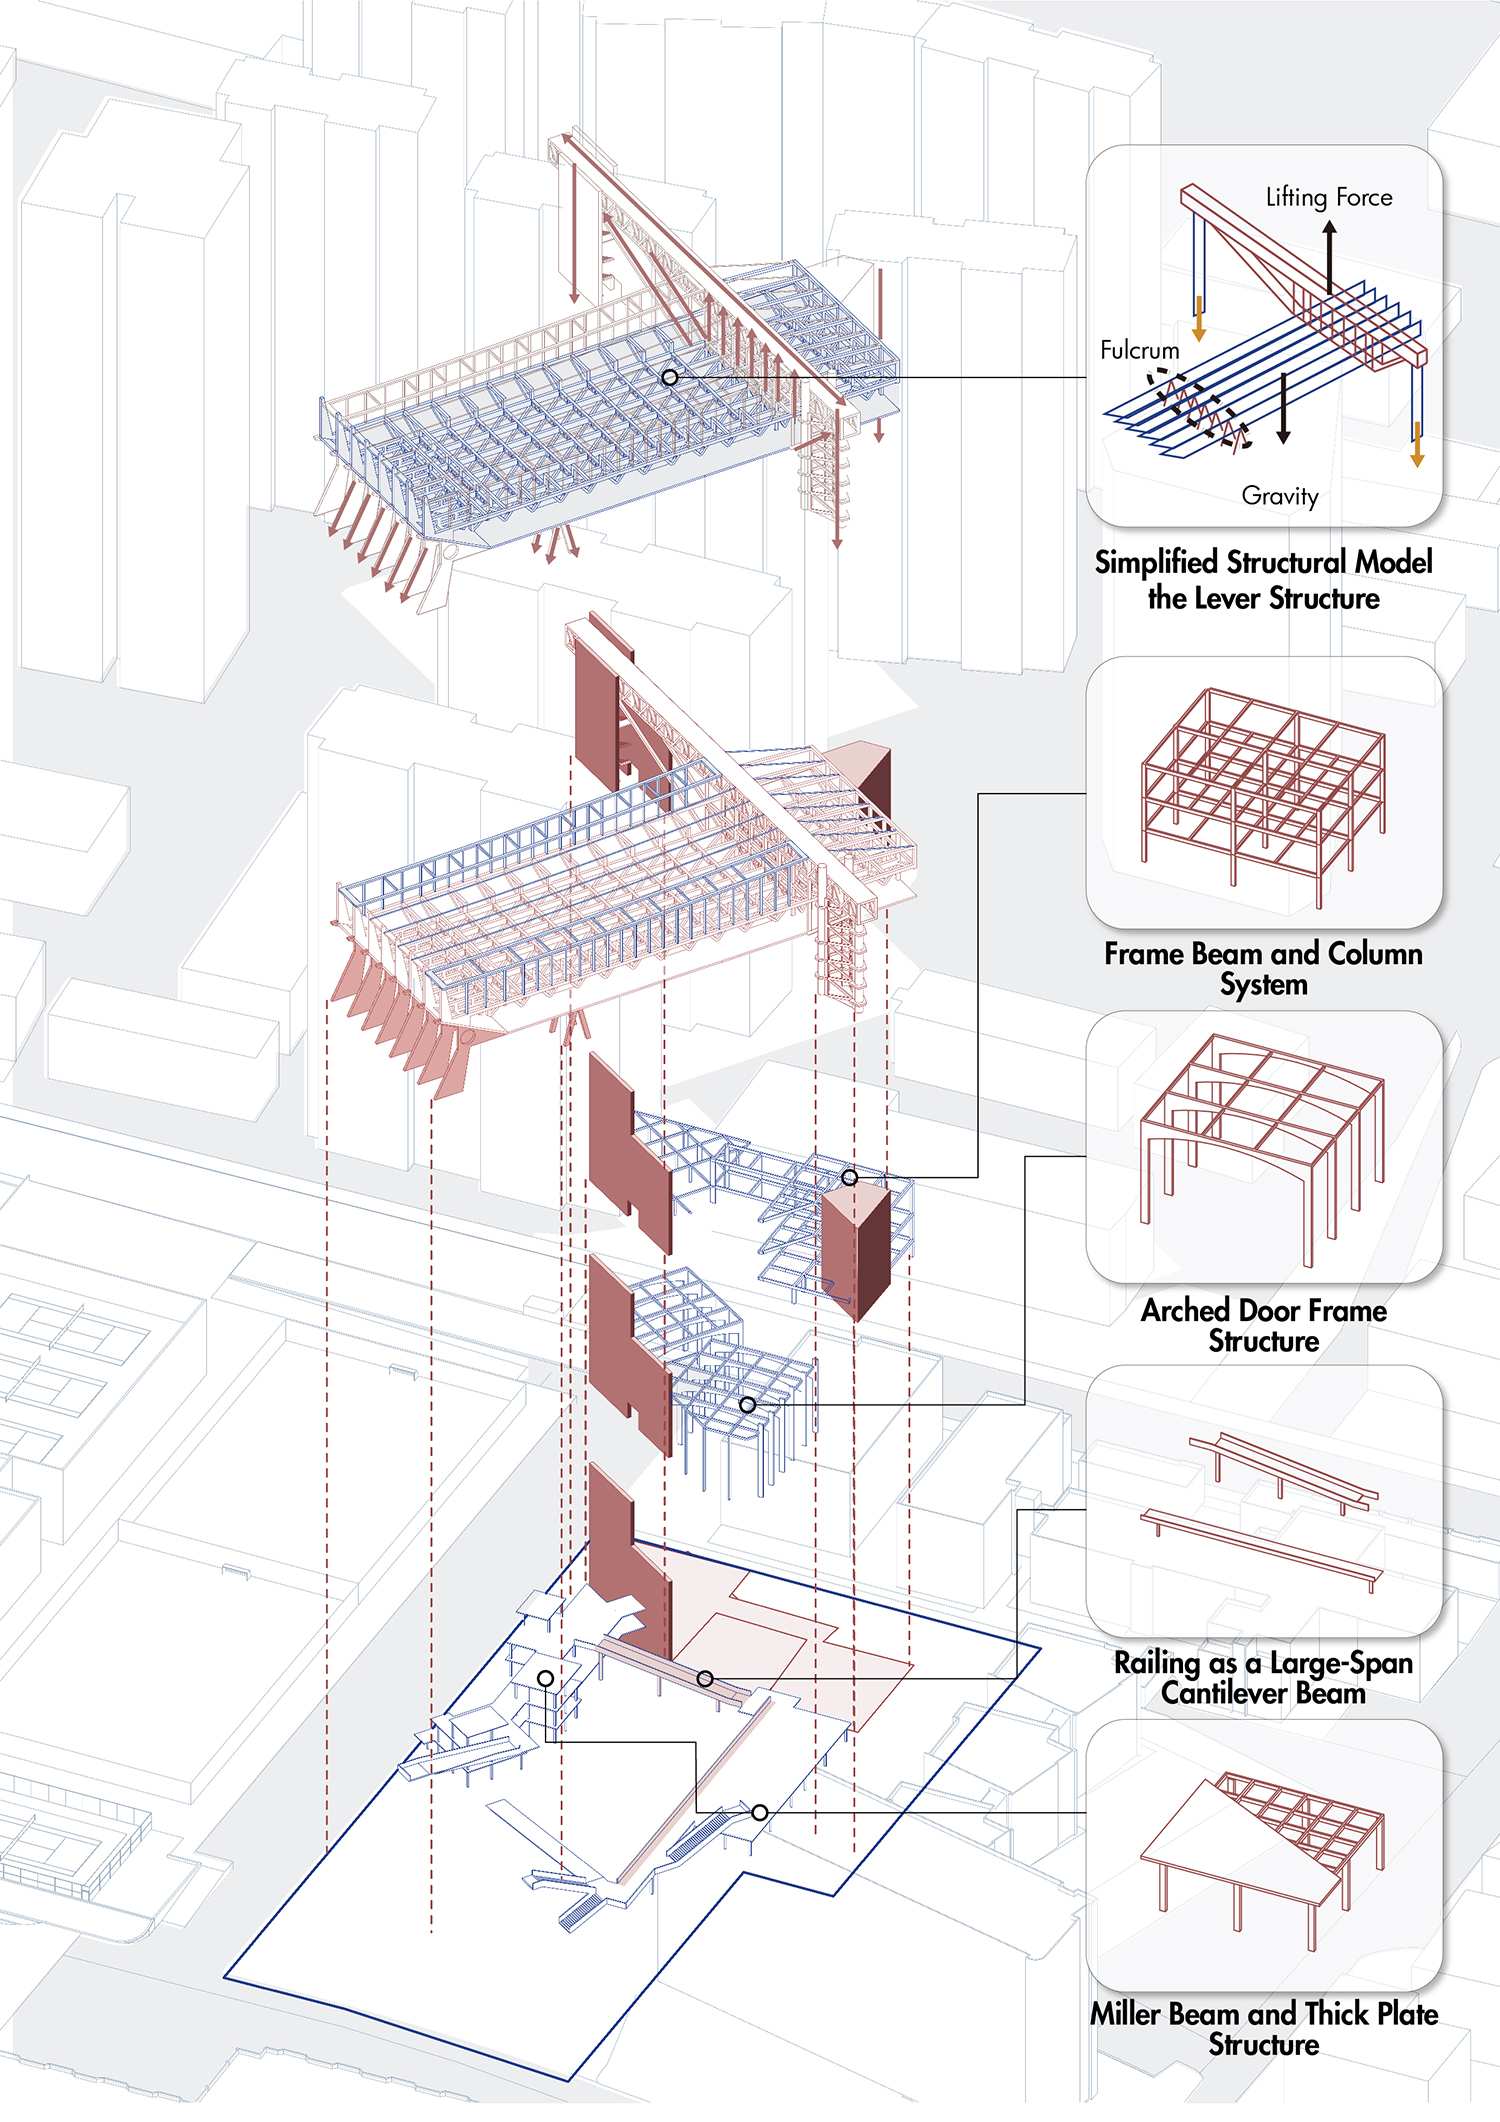 Lifting Force
Fulcrum
Gravity
Simplified Structural Model
the Lever Structure
Frame Beam and Column
System
Arched Door Frame
Structure
Railing as a Large-Span
Cantilever Beam
Miller Beam and Thick Plate
Structure